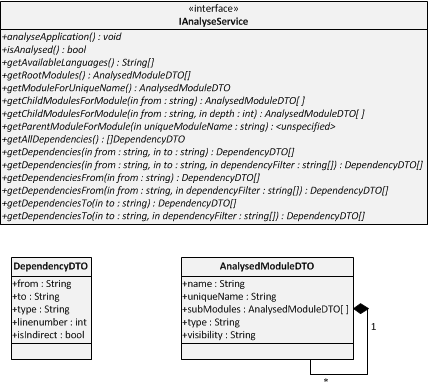 «interface»
IAnalyseService
+analyseApplication() : void
+isAnalysed() : bool
+getAvailableLanguages() : String[]
+getRootModules() : AnalysedModuleDTO[]
+getModuleForUniqueName() : AnalysedModuleDTO
+getChildModulesForModule(in from : string) : AnalysedModuleDTO[ ]
+getChildModulesForModule(in from : string, in depth : int) : AnalysedModuleDTO[ ]
+getParentModuleForModule(in uniqueModuleName : string) : <unspecified>
+getAllDependencies() : []DependencyDTO
+getDependencies(in from : string, in to : string) : DependencyDTO[]
+getDependencies(in from : string, in to : string, in dependencyFilter : string[]) : DependencyDTO[]
+getDependenciesFrom(in from : string) : DependencyDTO[]
+getDependenciesFrom(in from : string, in dependencyFilter : string[]) : DependencyDTO[]
+getDependenciesTo(in to : string) : DependencyDTO[]
+getDependenciesTo(in to : string, in dependencyFilter : string[]) : DependencyDTO[]
DependencyDTO
+from : String
+to : String
+type : String
+linenumber : int
+isIndirect : bool
AnalysedModuleDTO
+name : String
+uniqueName : String
+subModules : AnalysedModuleDTO[ ]
+type : String
+visibility : String
1
*